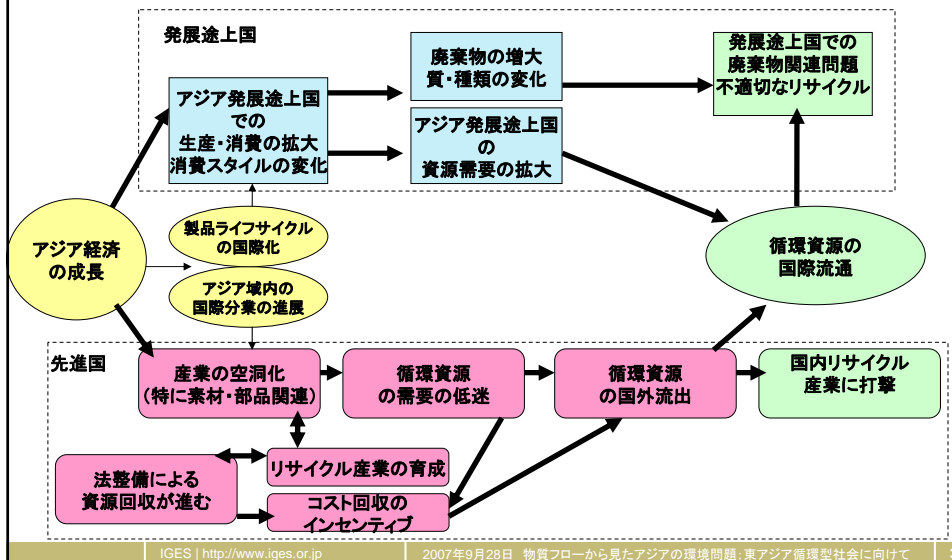 発展途上国
アジア発展途上国
での
生産・消費の拡大
消費スタイルの変化
廃棄物の増大
質・種類の変化
アジア発展途上国
の
資源需要の拡大
発展途上国での
廃棄物関連問題
不適切なリサイクル
アジア経済
の成長
製品ライフサイクル
の国際化
アジア域内の
国際分業の進展
循環資源の
国際流通
先進国
産業の空洞化
(特に素材・部品関連)
循環資源
の需要の低迷
循環資源
の国外流出
国内リサイクル
産業に打撃
法整備による
資源回収が進む
リサイクル産業の育成
コスト回収の
インセンティブ
IGES | http://www.iges.or.jp
2007年9月28日 物質フローから見たアジアの環境問題:東アジア循環型社会に向けて